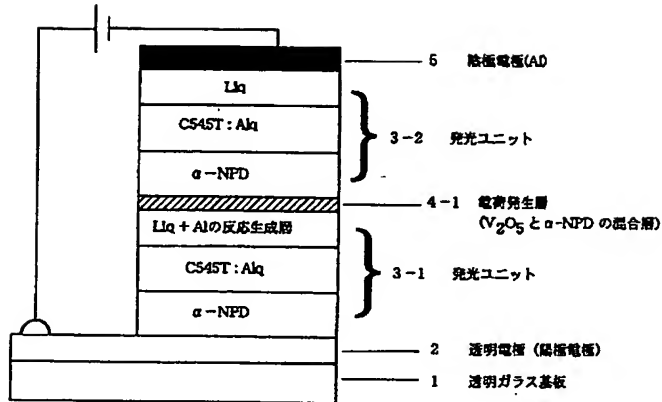 5 陰極電極(Al)
Liq
C545T : Alq
3-2 発光ユニット
α-NPD
4-1 電荷発生層
(V2O5とα-NPDの混合層)
Liq + Alの反応生成層
C545T : Alq
3-1 発光ユニット
α-NPD
2 透明電極 (陽極電極)
1 透明ガラス基板